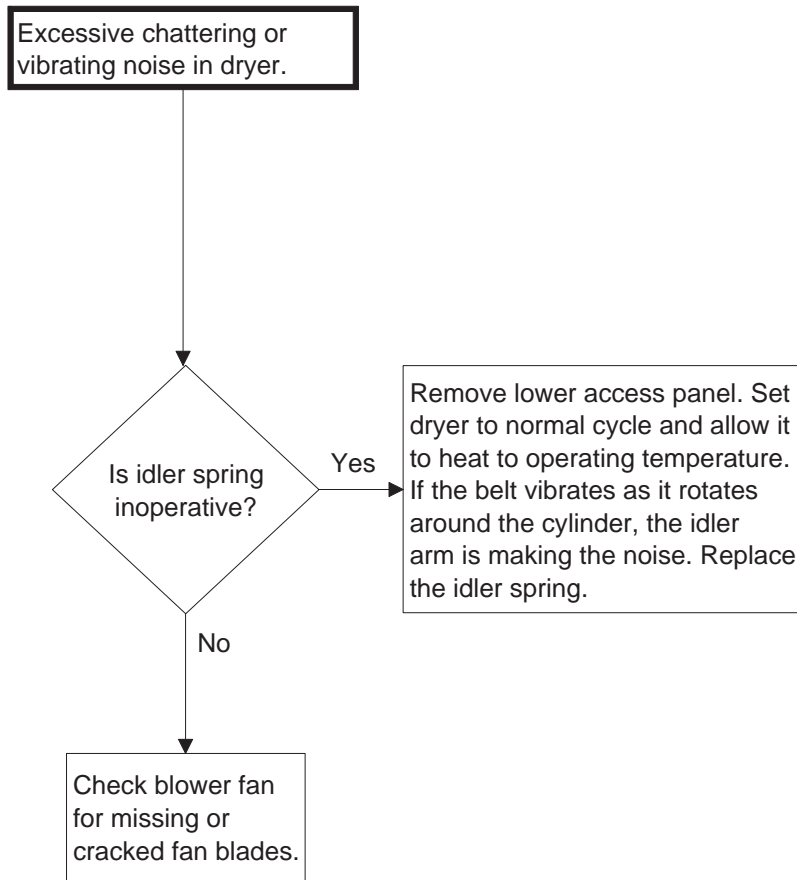 Excessive chattering or
vibrating noise in dryer.
Is idler spring
inoperative?
Yes
Remove lower access panel. Set
dryer to normal cycle and allow it
to heat to operating temperature.
If the belt vibrates as it rotates
around the cylinder, the idler
arm is making the noise. Replace
the idler spring.
No
Check blower fan
for missing or
cracked fan blades.